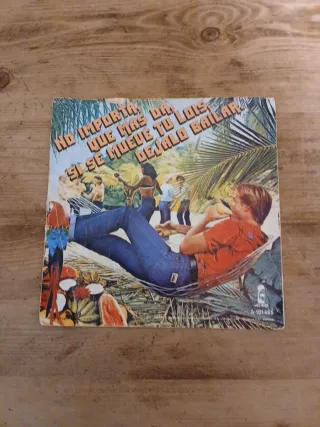 NO IMPORTA,
QUE MAS DA!
SI SE MUEVE TU LOIS,
DEJALO BAILAR.